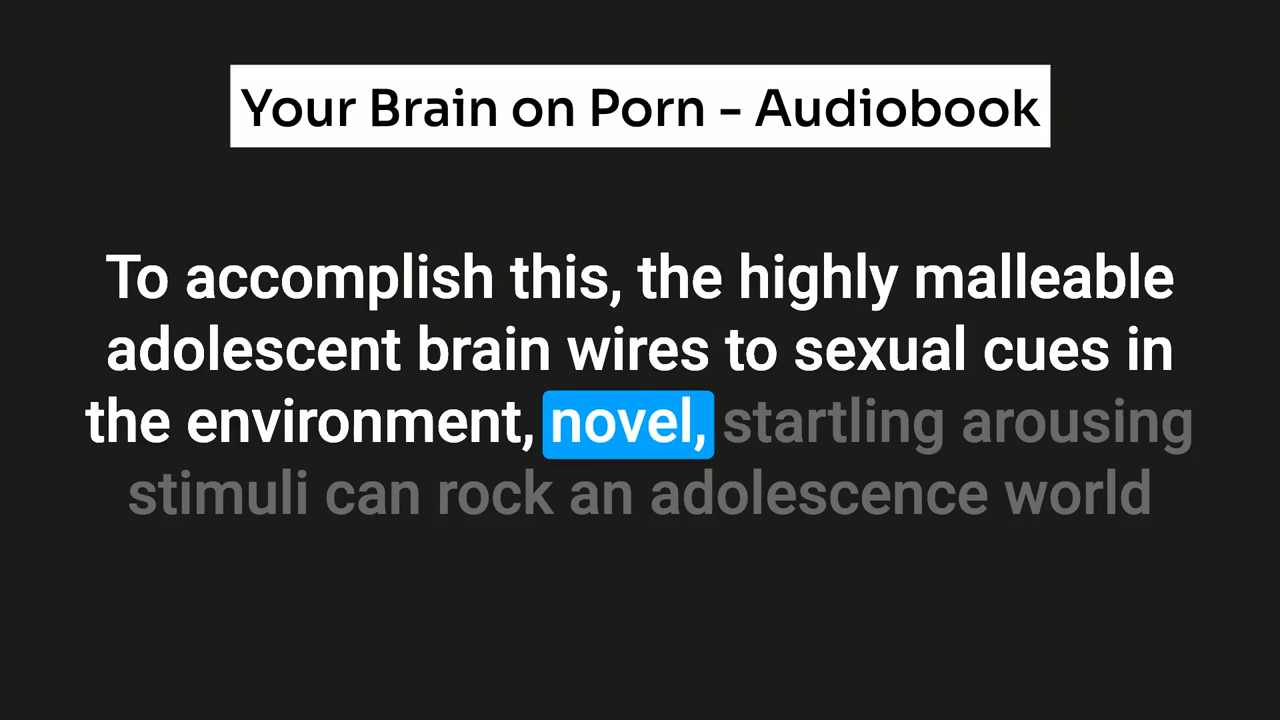 Your Brain on Porn - Audiobook
To accomplish this, the highly malleable
adolescent brain wires to sexual cues in
the environment, novel, startling arousing
stimuli can rock an adolescence world